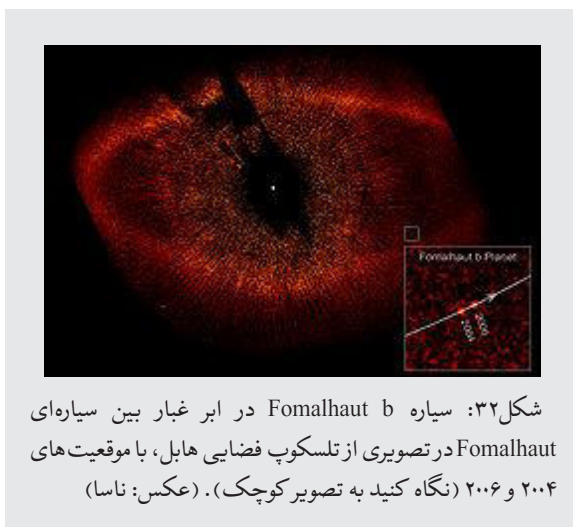 Fomalhaut b Planet
2004
2006
شکل۳۲: سیاره Fomalhaut b در ابر غبار بین سیاره‌ای
Fomalhaut در تصویری از تلسکوپ فضایی هابل، با موقعیت‌های
۲۰۰۴ و ۲۰۰۶ (نگاه کنید به تصویر کوچک). (عکس: ناسا)